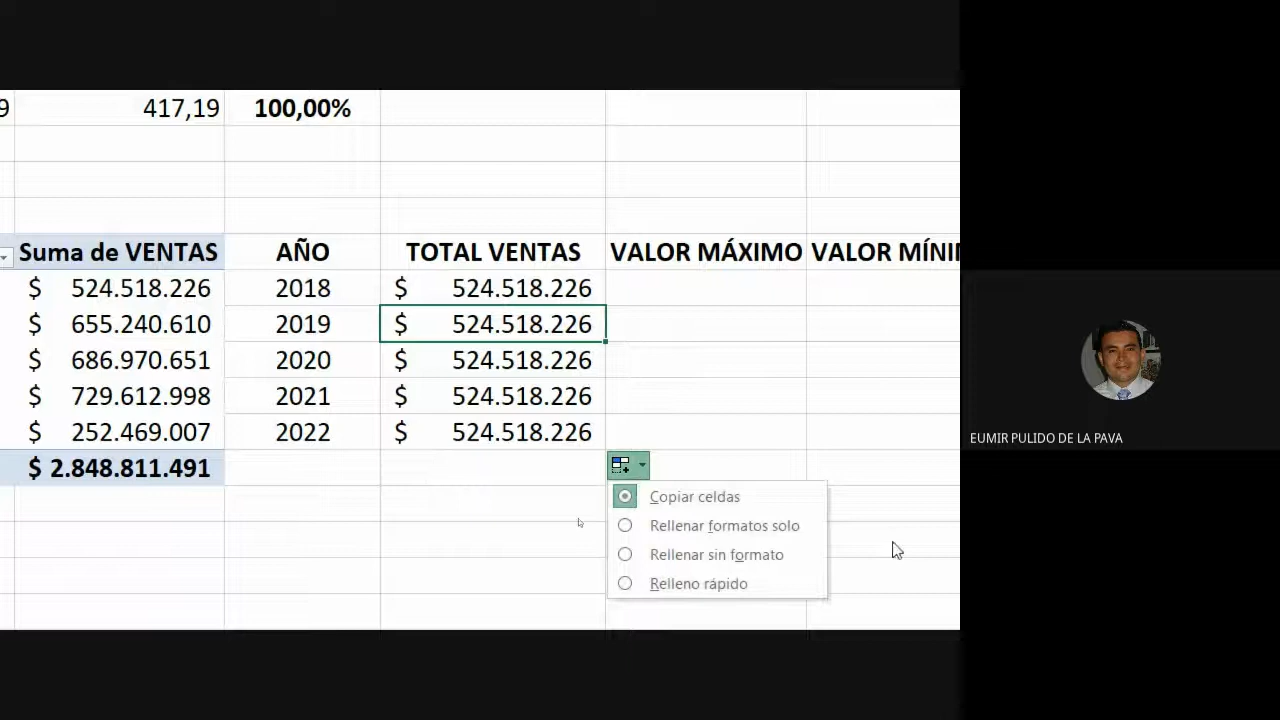 9 417,19 100,00%
Suma de VENTAS AÑO TOTAL VENTAS VALOR MÁXIMO VALOR MÍNI
$ 524.518.226 2018 $ 524.518.226
$ 655.240.610 2019 $ 524.518.226
$ 686.970.651 2020 $ 524.518.226
$ 729.612.998 2021 $ 524.518.226
$ 252.469.007 2022 $ 524.518.226
$ 2.848.811.491
Copiar celdas
Rellenar formatos solo
Rellenar sin formato
Relleno rápido
EUMIR PULIDO DE LA PAVA